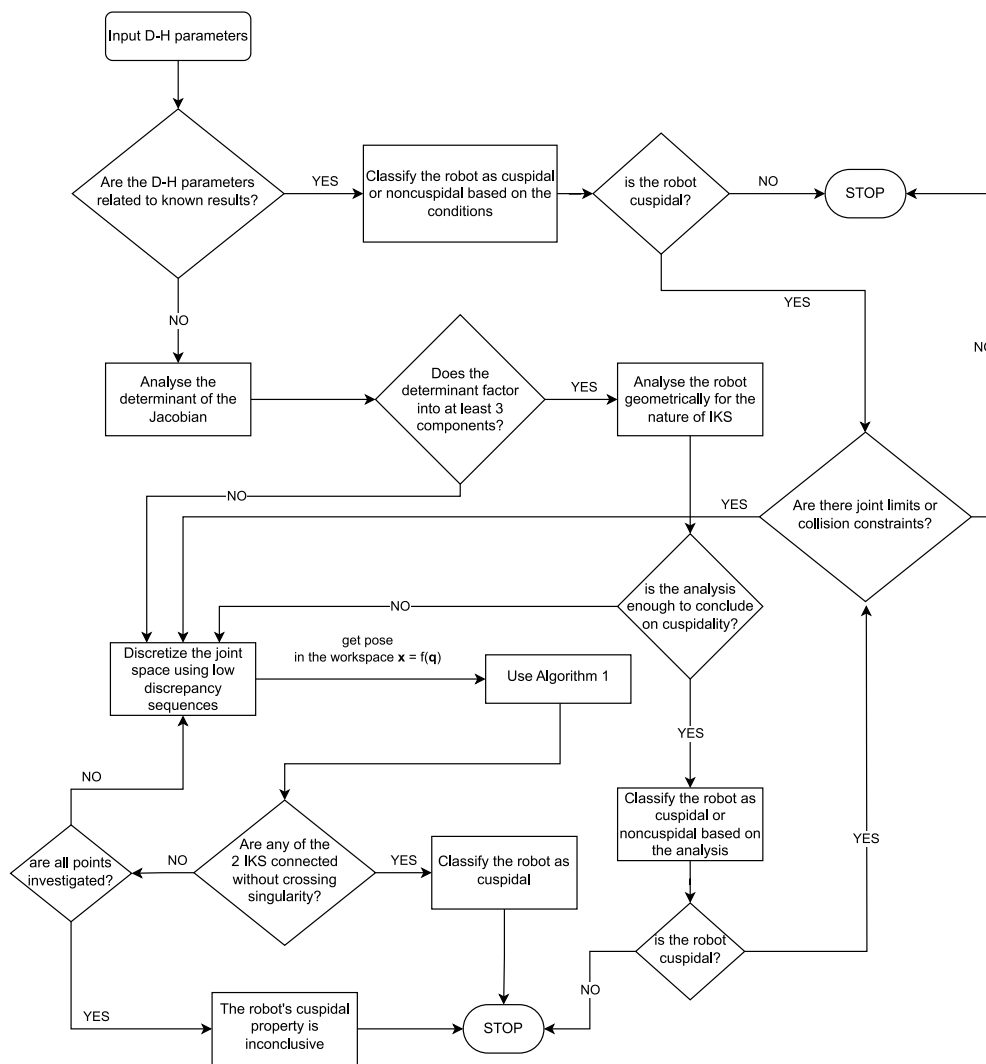 Input D-H parameters
Are the D-H parameters
related to known results?
YES
Classify the robot as cuspidal
or noncuspidal based on the
conditions
is the robot
cuspidal?
NO
STOP
YES
NO
NO
Analyse the
determinant of the
Jacobian
Does the
determinant factor
into at least 3
components?
YES
Analyse the robot
geometrically for the
nature of IKS
NO
YES
Are there joint limits or
collision constraints?
is the analysis
enough to conclude
on cuspidality?
NO
Discretize the joint
space using low
discrepancy
sequences
get pose
in the workspace x = f(q)
Use Algorithm 1
YES
NO
Classify the robot as
cuspidal or
noncuspidal based on
the analysis
YES
are all points
investigated?
NO
Are any of the
2 IKS connected
without crossing
singularity?
YES
Classify the robot as
cuspidal
is the robot
cuspidal?
NO
YES
The robot's cuspidal
property is
inconclusive
STOP